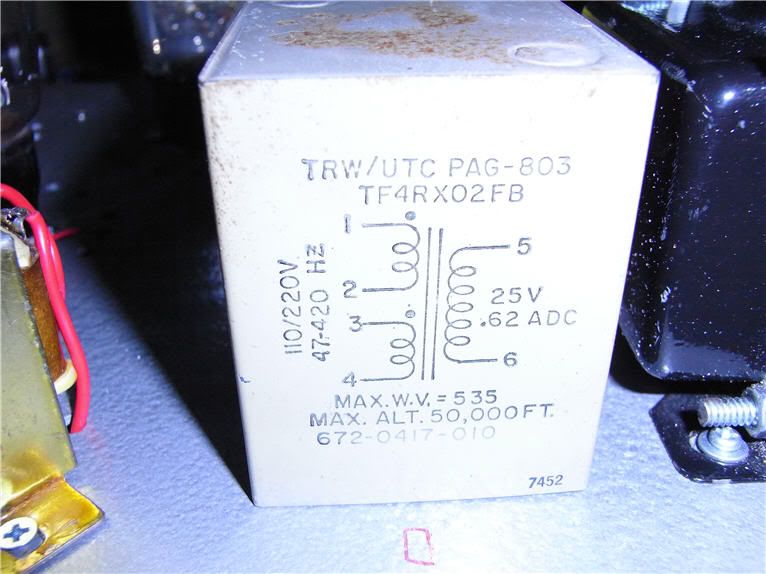 TRW/UTC PAG-803
TF4RX02FB
1
2
3
4
110/220V
47-420 HZ
5
25V
.62 ADC
6
MAX.W.V.=535
MAX. ALT. 50,000FT.
672-0417-010
7452